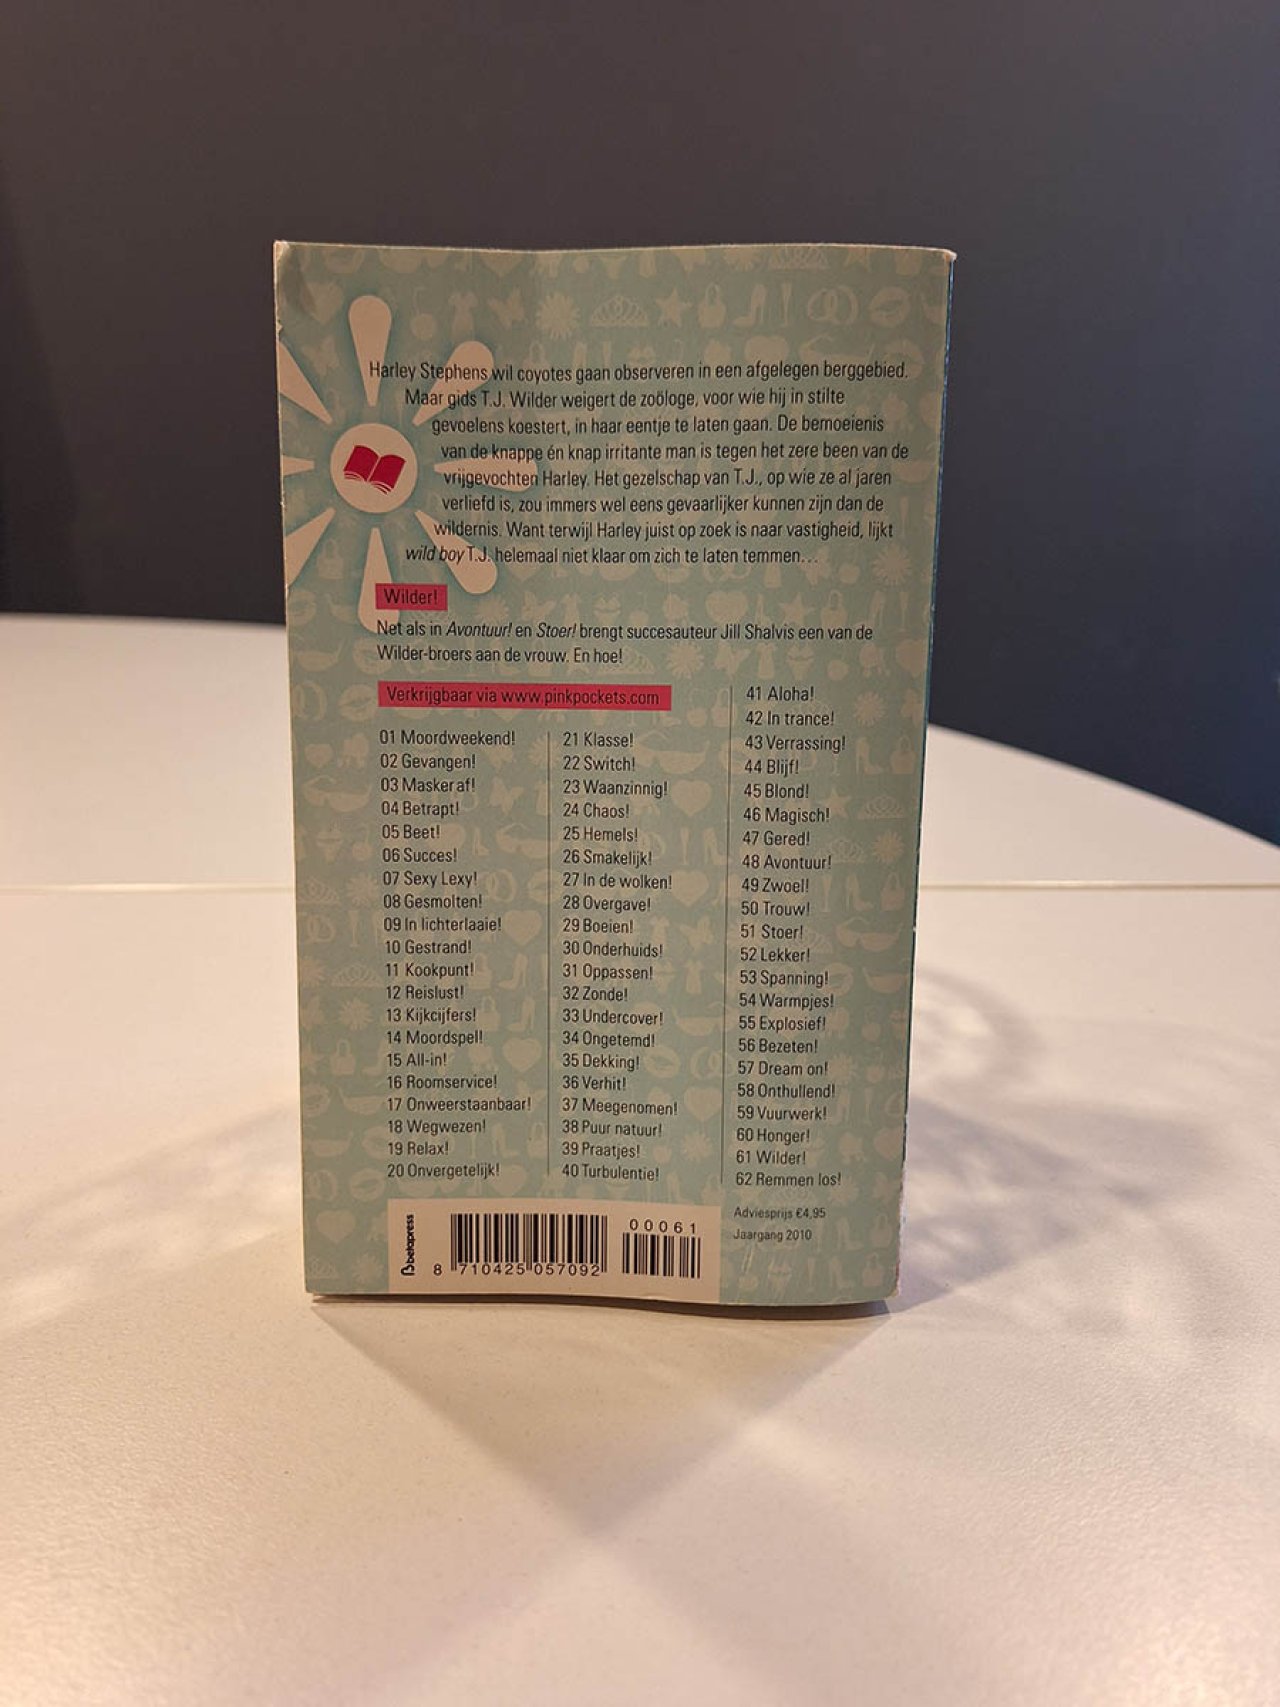 Harley Stephens wil coyotes gaan observeren in een afgelegen berggebied.
Maar gids T.J. Wilder weigert de zoöloge, voor wie hij in stilte
gevoelens koestert, in haar eentje te laten gaan. De bemoeienis
van de knappe én knap irritante man is tegen het zere been van de
vrijgevochten Harley. Het gezelschap van T.J., op wie ze al jaren
verliefd is, zou immers wel eens gevaarlijker kunnen zijn dan de
wildernis. Want terwijl Harley juist op zoek is naar vastigheid, lijkt
wild boy T.J. helemaal niet klaar om zich te laten temmen...
Wilder!
Net als in Avontuur! en Stoer! brengt succesauteur Jill Shalvis een van de
Wilder-broers aan de vrouw. En hoe!
Verkrijgbaar via www.pinkpockets.com
01 Moordweekend!
02 Gevangen!
03 Masker af!
04 Betrapt!
05 Beet!
06 Succes!
07 Sexy Lexy!
08 Gesmolten!
09 In lichterlaaie!
10 Gestrand!
11 Kookpunt!
12 Reislust!
13 Kijkcijfers!
14 Moordspel!
15 All-in!
16 Roomservice!
17 Onweerstaanbaar!
18 Wegwezen!
19 Relax!
20 Onvergetelijk!
21 Klasse!
22 Switch!
23 Waanzinnig!
24 Chaos!
25 Hemels!
26 Smakelijk!
27 In de wolken!
28 Overgave!
29 Boeien!
30 Onderhuids!
31 Oppassen!
32 Zonde!
33 Undercover!
34 Ongetemd!
35 Dekking!
36 Verhit!
37 Meegenomen!
38 Puur natuur!
39 Praatjes!
40 Turbulentie!
41 Aloha!
42 In trance!
43 Verrassing!
44 Blijf!
45 Blond!
46 Magisch!
47 Gered!
48 Avontuur!
49 Zwoel!
50 Trouw!
51 Stoer!
52 Lekker!
53 Spanning!
54 Warmpjes!
55 Explosief!
56 Bezeten!
57 Dream on!
58 Onthullend!
59 Vuurwerk!
60 Honger!
61 Wilder!
62 Remmen los!
Adviesprijs €4,95
Jaargang 2010
betapress
00061
8 710425 057092